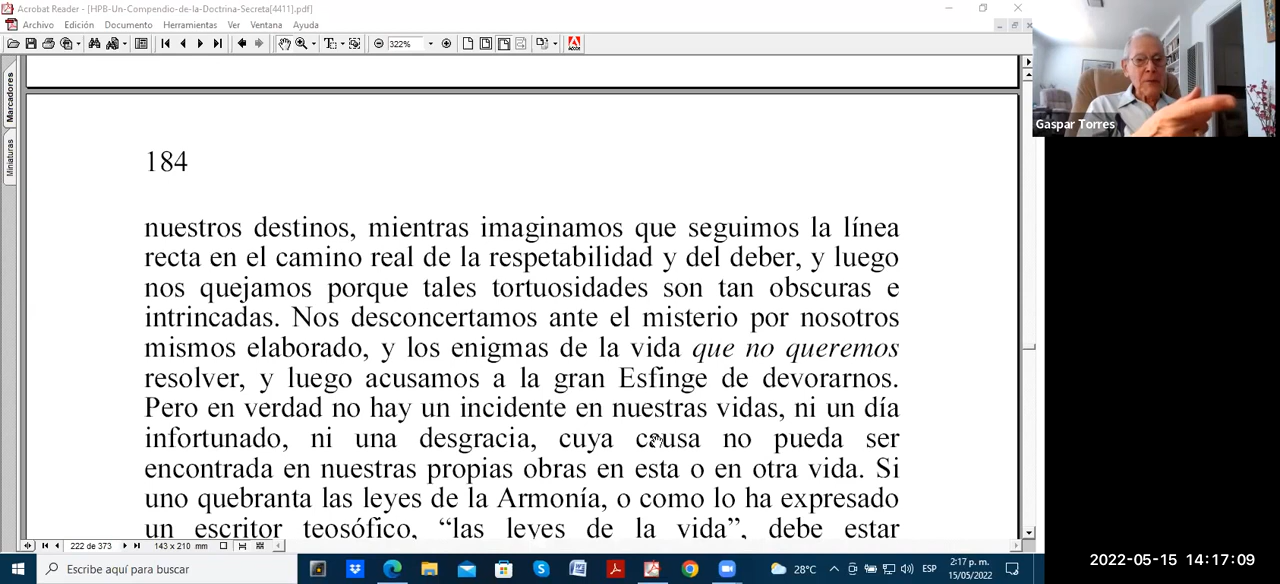 Acrobat Reader - [HPB-Un-Compendio-de-la-Doctrina-Secreta[4411].pdf]
Archivo Edición Documento Herramientas Ver Ventana Ayuda
322%
Marcadores
Miniaturas
Gaspar Torres
184
nuestros destinos, mientras imaginamos que seguimos la línea
recta en el camino real de la respetabilidad y del deber, y luego
nos quejamos porque tales tortuosidades son tan obscuras e
intrincadas. Nos desconcertamos ante el misterio por nosotros
mismos elaborado, y los enigmas de la vida que no queremos
resolver, y luego acusamos a la gran Esfinge de devorarnos.
Pero en verdad no hay un incidente en nuestras vidas, ni un día
infortunado, ni una desgracia, cuya causa no pueda ser
encontrada en nuestras propias obras en esta o en otra vida. Si
uno quebranta las leyes de la Armonía, o como lo ha expresado
un escritor teosófico, “las leyes de la vida”, debe estar
222 de 373 143 x 210 mm
Escribe aquí para buscar
28°C
ESP
2:17 p. m.
15/05/2022
2022-05-15 14:17:09